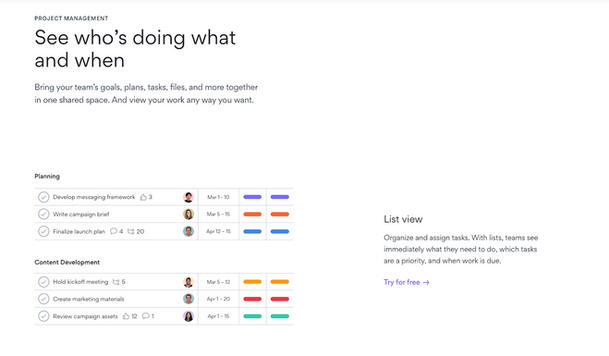 PROJECT MANAGEMENT
See who's doing what
and when
Bring your team's goals, plans, tasks, files, and more together
in one shared space. And view your work any way you want.
Planning
Develop messaging framework 3 Mar 1 - 10
Write campaign brief Mar 5 - 15
Finalize launch plan 4 20 Apr 12 - 15
Content Development
Hold kickoff meeting 5 Mar 5 - 12
Create marketing materials Apr 1 - 20
Review campaign assets 12 1 Apr 1 - 15
List view
Organize and assign tasks. With lists, teams see
immediately what they need to do, which tasks
are a priority, and when work is due.
Try for free →